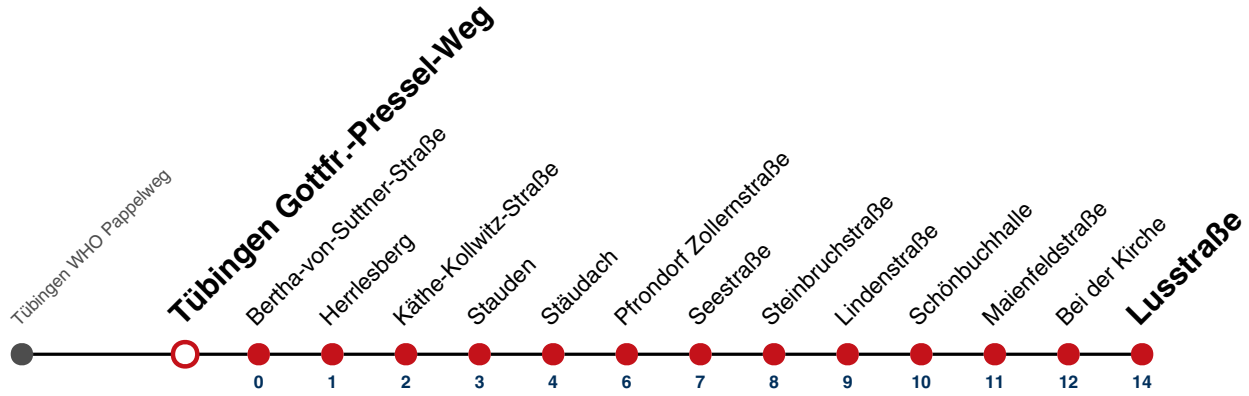 Tübingen WHO Pappelweg
Tübingen Gottfr.-Pressel-Weg
Bertha-von-Suttner-Straße
Herrlesberg
Käthe-Kollwitz-Straße
Stauden
Stäudach
Pfrondorf Zollernstraße
Seestraße
Steinbruchstraße
Lindenstraße
Schönbuchhalle
Maienfeldstraße
Bei der Kirche
Lusstraße
0 1 2 3 4 6 7 8 9 10 11 12 14